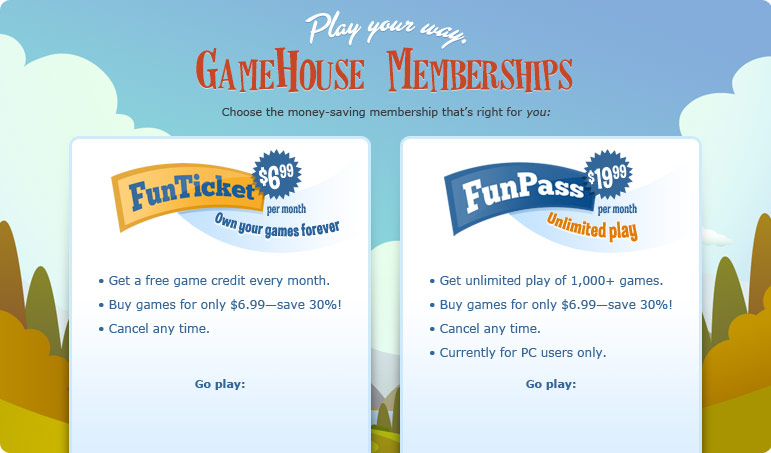 Play your way.
GameHouse Memberships
Choose the money-saving membership that's right for you:
FunTicket $6.99
per month
Own your games forever
• Get a free game credit every month.
• Buy games for only $6.99—save 30%!
• Cancel any time.
Go play:
FunPass $19.99
per month
Unlimited play
• Get unlimited play of 1,000+ games.
• Buy games for only $6.99—save 30%!
• Cancel any time.
• Currently for PC users only.
Go play: